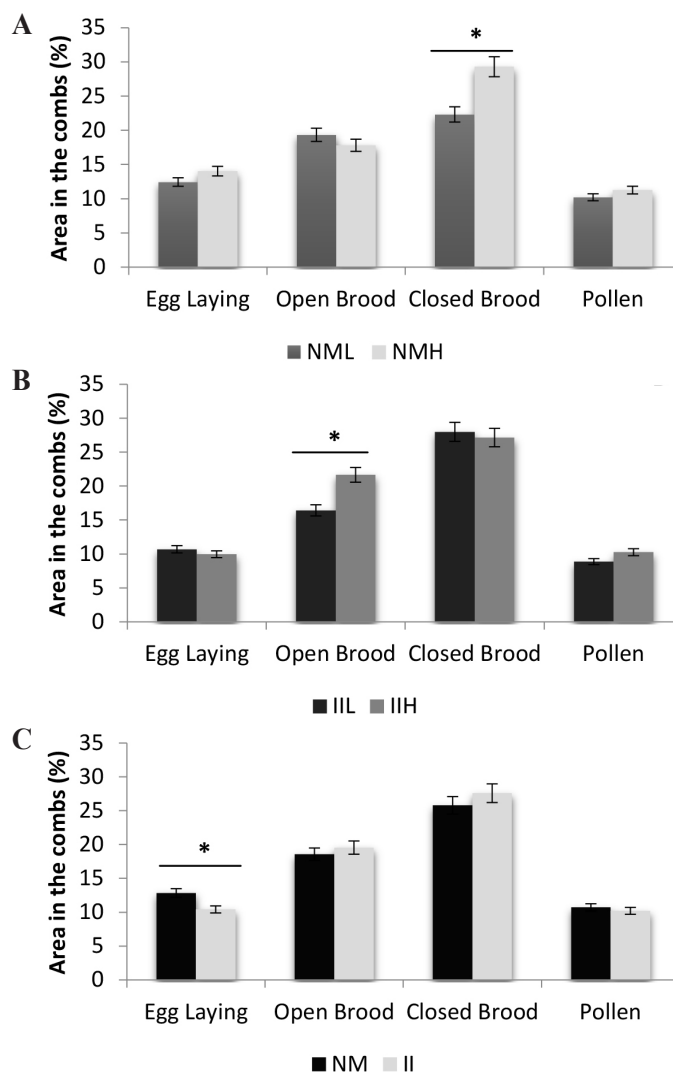 A
Area in the combs (%)
35
30
25
20
15
10
5
0
*
Egg Laying Open Brood Closed Brood Pollen
NML NMH
B
Area in the combs (%)
35
30
25
20
15
10
5
0
*
Egg Laying Open Brood Closed Brood Pollen
IIL IIH
C
Area in the combs (%)
35
30
25
20
15
10
5
0
*
Egg Laying Open Brood Closed Brood Pollen
NM II